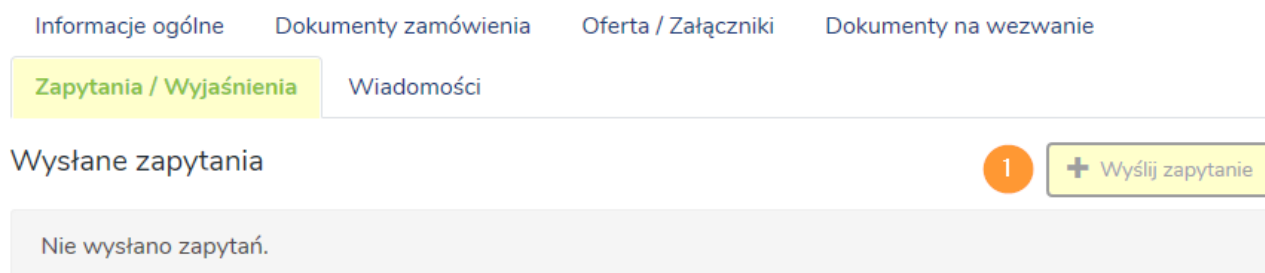 Informacje ogólne Dokumenty zamówienia Oferta / Załączniki Dokumenty na wezwanie
Zapytania / Wyjaśnienia Wiadomości
Wysłane zapytania 1 + Wyślij zapytanie
Nie wysłano zapytań.